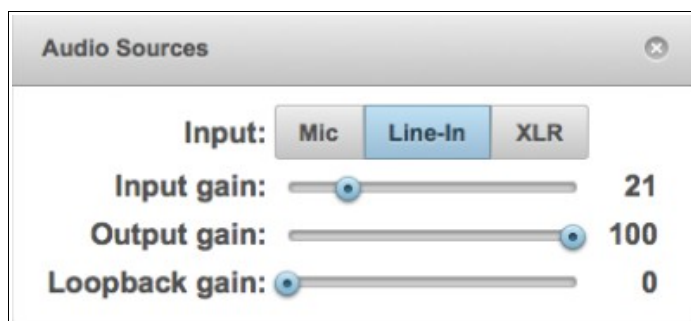 Audio Sources
Input: Mic Line-In XLR
Input gain: 21
Output gain: 100
Loopback gain: 0